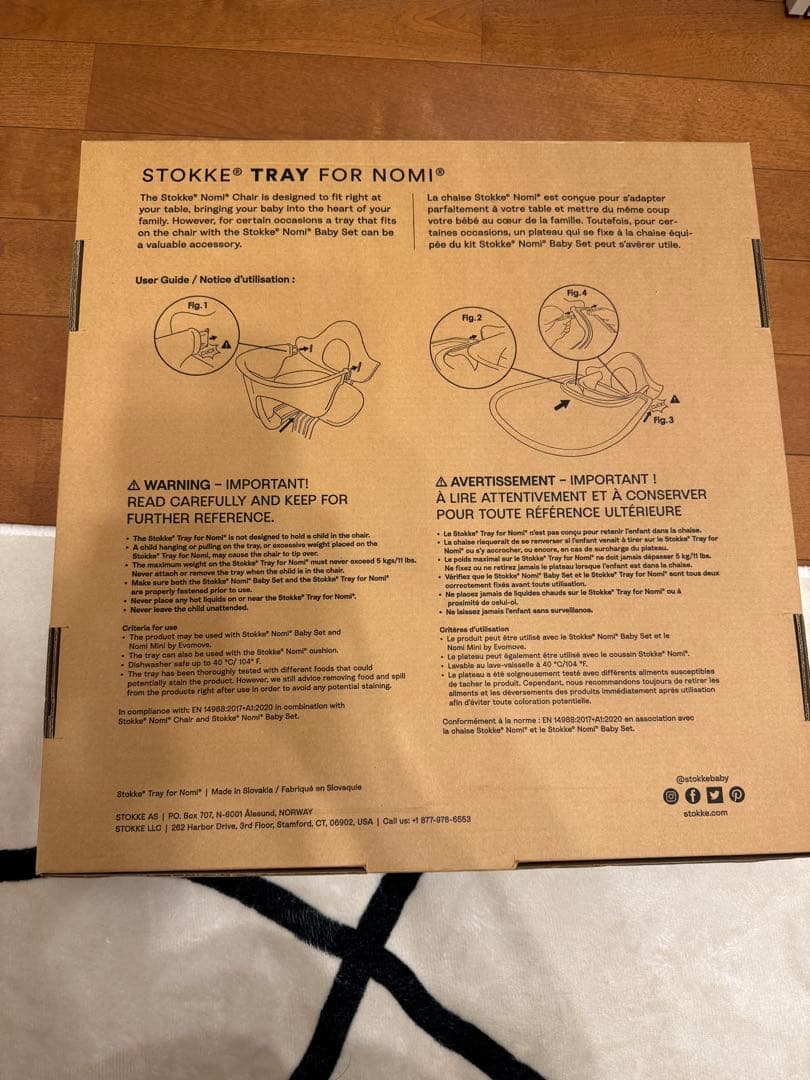 STOKKE® TRAY FOR NOMI®
The Stokke® Nomi® Chair is designed to fit right at
your table, bringing your baby into the heart of your
family. However, for certain occasions a tray that fits
on the chair with the Stokke® Nomi® Baby Set can be
a valuable accessory.
La chaise Stokke® Nomi® est conçue pour s'adapter
parfaitement à votre table et mettre du même coup
votre bébé au cœur de la famille. Toutefois, pour cer-
taines occasions, un plateau qui se fixe à la chaise équi-
pée du kit Stokke® Nomi® Baby Set peut s'avérer utile.
User Guide / Notice d'utilisation :
Fig.1
CLICK!
Fig.2
Fig.4
CLICK!
Fig.3
⚠ WARNING – IMPORTANT!
READ CAREFULLY AND KEEP FOR
FURTHER REFERENCE.
• The Stokke® Tray for Nomi® is not designed to hold a child in the chair.
• A child hanging or pulling on the tray, or excessive weight placed on the
Stokke® Tray for Nomi, may cause the chair to tip over.
• The maximum weight on the Stokke® Tray for Nomi® must never exceed 5 kgs/11 lbs.
Never attach or remove the tray when the child is in the chair.
• Make sure both the Stokke® Nomi® Baby Set and the Stokke® Tray for Nomi®
are properly fastened prior to use.
• Never place any hot liquids on or near the Stokke® Tray for Nomi®.
• Never leave the child unattended.
Criteria for use
• The product may be used with Stokke® Nomi® Baby Set and
Nomi Mini by Evomove.
• The tray can also be used with the Stokke® Nomi® cushion.
• Dishwasher safe up to 40 °C/ 104° F.
• The tray has been thoroughly tested with different foods that could
potentially stain the product. However, we still advice removing food and spill
from the products right after use in order to avoid any potential staining.
In compliance with: EN 14988:2017+A1:2020 in combination with
Stokke® Nomi® Chair and Stokke® Nomi® Baby Set.
⚠ AVERTISSEMENT – IMPORTANT !
À LIRE ATTENTIVEMENT ET À CONSERVER
POUR TOUTE RÉFÉRENCE ULTÉRIEURE
• Le Stokke® Tray for Nomi® n'est pas conçu pour retenir l'enfant dans la chaise.
• La chaise risquerait de se renverser si l'enfant venait à tirer sur le Stokke® Tray for
Nomi® ou s'y accrocher, ou encore, en cas de surcharge du plateau.
• Le poids maximal sur le Stokke® Tray for Nomi® ne doit jamais dépasser 5 kg/11 lbs.
Ne fixez ou ne retirez jamais le plateau lorsque l'enfant est dans la chaise.
• Vérifiez que le Stokke® Nomi® Baby Set et le Stokke® Tray for Nomi® sont tous deux
correctement fixés avant toute utilisation.
• Ne placez jamais de liquides chauds sur le Stokke® Tray for Nomi® ou à
proximité de celui-ci.
• Ne laissez jamais l'enfant sans surveillance.
Critères d'utilisation
• Le produit peut être utilisé avec le Stokke® Nomi® Baby Set et le
Nomi Mini by Evomove.
• Le plateau peut également être utilisé avec le coussin Stokke® Nomi®.
• Lavable au lave-vaisselle à 40 °C/104 °F.
• Le plateau a été soigneusement testé avec différents aliments susceptibles
de tacher le produit. Cependant, nous recommandons toujours de retirer les
aliments et les déversements des produits immédiatement après utilisation
afin d'éviter toute coloration potentielle.
Conformément à la norme : EN 14988:2017+A1:2020 en association avec
la chaise Stokke® Nomi® et le Stokke® Nomi® Baby Set.
Stokke® Tray for Nomi® | Made in Slovakia / Fabriqué en Slovaquie
STOKKE AS | PO. Box 707, N-6001 Ålesund, NORWAY
STOKKE LLC | 262 Harbor Drive, 3rd Floor, Stamford, CT, 06902, USA | Call us: +1 877-978-6553
@stokkebaby
stokke.com